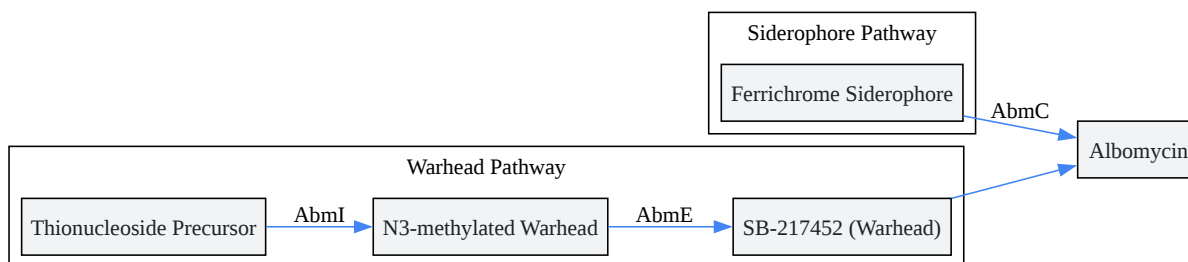 Siderophore Pathway
Ferrichrome Siderophore
AbmC
Albomycin
Warhead Pathway
Thionucleoside Precursor
AbmI
N3-methylated Warhead
AbmE
SB-217452 (Warhead)